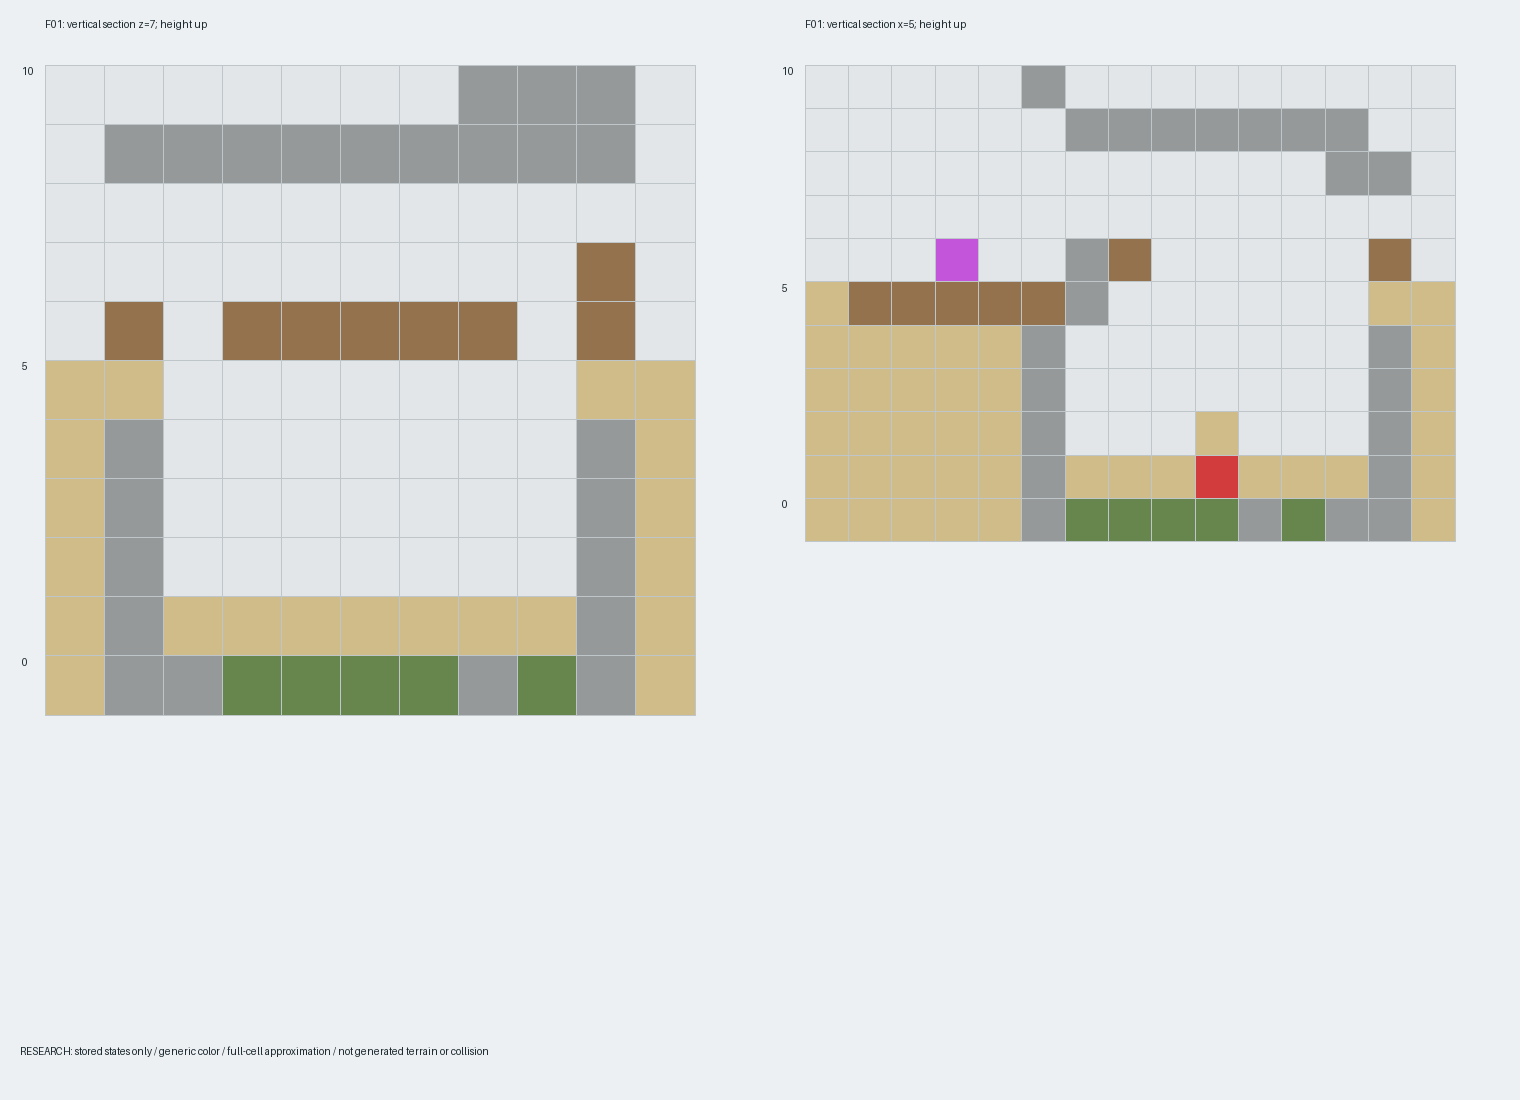 F01: vertical section z=7; height up
F01: vertical section x=5; height up
10
10
5
5
0
0
RESEARCH: stored states only / generic color / full-cell approximation / not generated terrain or collision